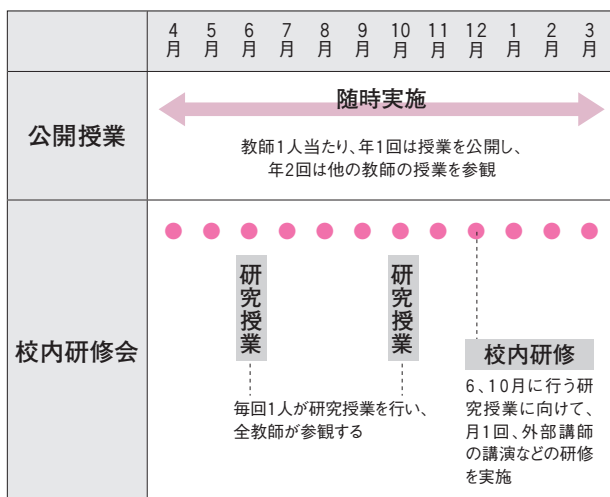 4月 5月 6月 7月 8月 9月 10月 11月 12月 1月 2月 3月
公開授業
随時実施
教師1人当たり、年1回は授業を公開し、
年2回は他の教師の授業を参観
校内研修会
研究授業
研究授業
毎回1人が研究授業を行い、
全教師が参観する
校内研修
6、10月に行う研
究授業に向けて、
月1回、外部講師
の講演などの研修
を実施